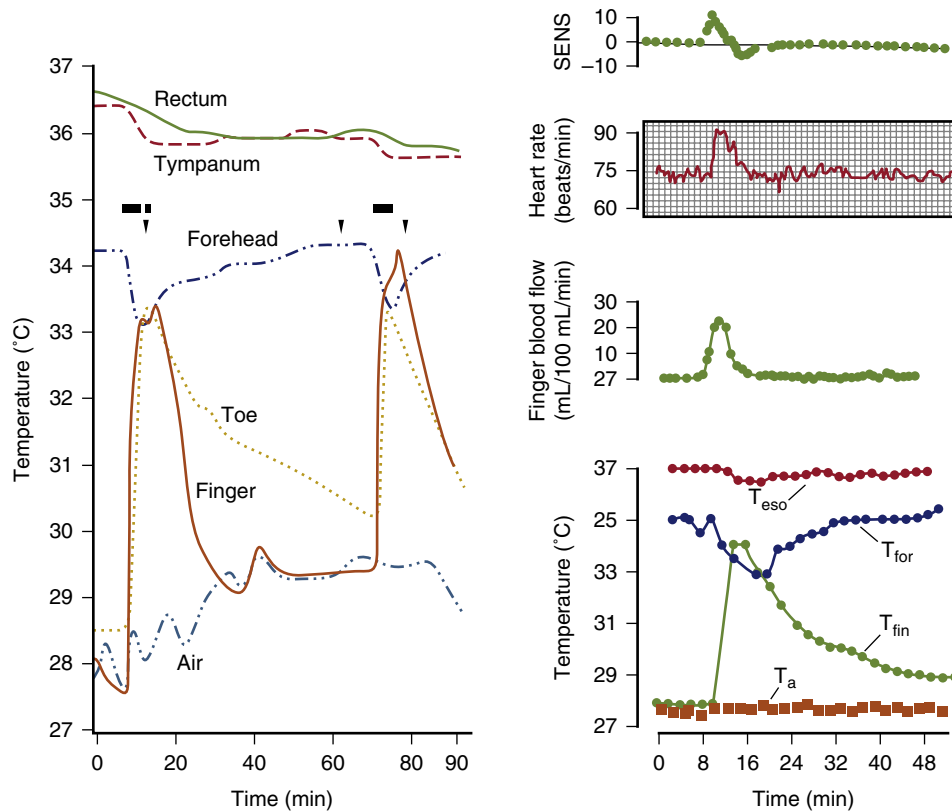 37
36
35
34
33
32
31
30
29
28
27
Temperature (˚C)
Rectum
Tympanum
Forehead
Toe
Finger
Air
0
20
40
60
80
90
Time (min)
10
0
–10
SENS
90
75
60
Heart rate
(beats/min)
30
20
10
27
Finger blood flow
(mL/100 mL/min)
37
25
33
31
29
28
27
Temperature (˚C)
Teso
Tfor
Tfin
Ta
0
8
16
24
32
40
48
Time (min)